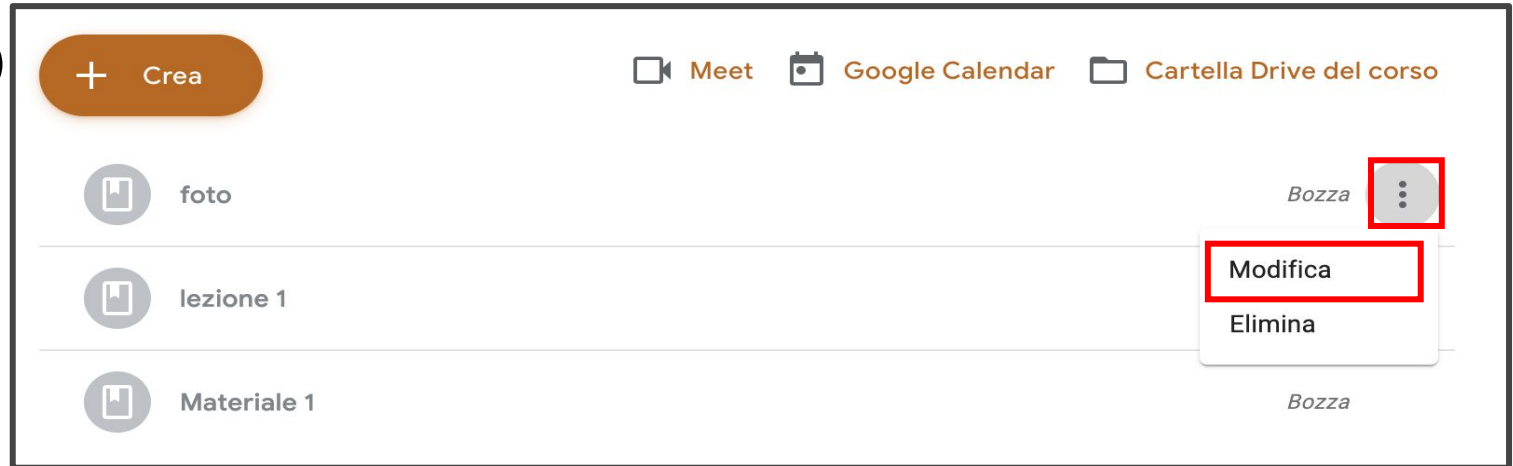 + Crea
Meet Google Calendar Cartella Drive del corso
foto Bozza
Modifica
lezione 1
Elimina
Materiale 1 Bozza